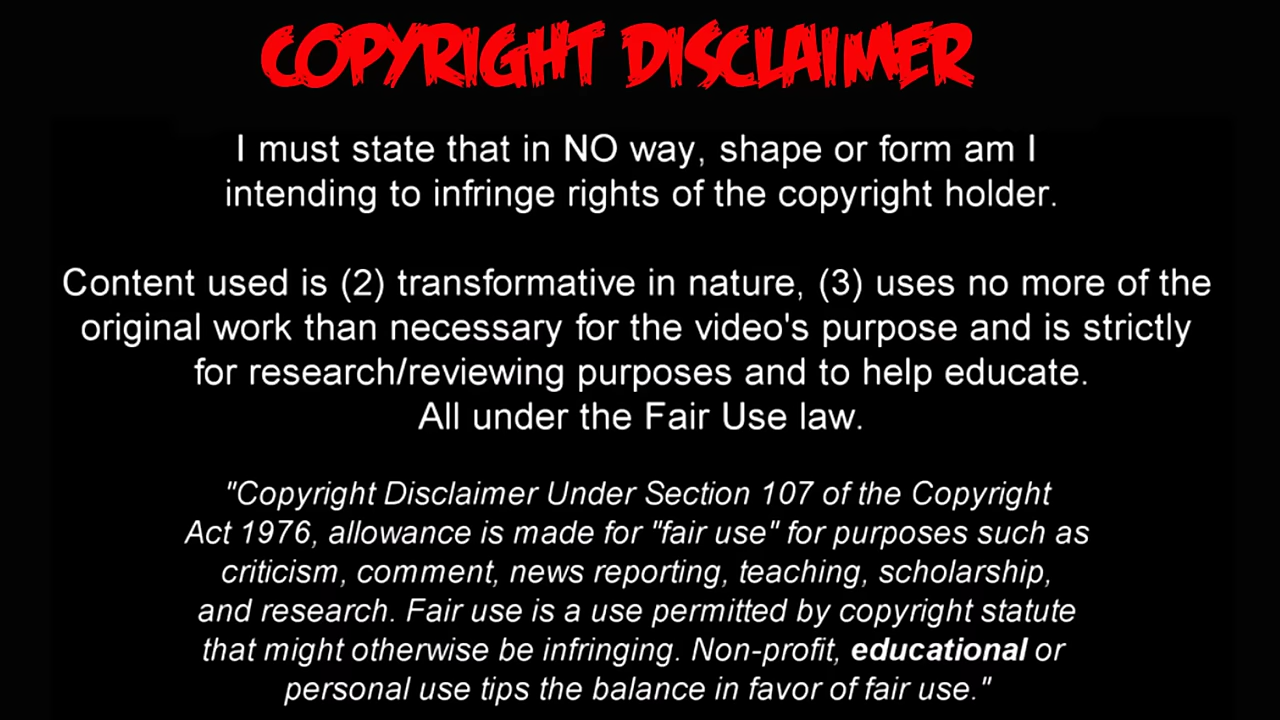 COPYRIGHT DISCLAIMER
I must state that in NO way, shape or form am I
intending to infringe rights of the copyright holder.
Content used is (2) transformative in nature, (3) uses no more of the
original work than necessary for the video's purpose and is strictly
for research/reviewing purposes and to help educate.
All under the Fair Use law.
"Copyright Disclaimer Under Section 107 of the Copyright
Act 1976, allowance is made for "fair use" for purposes such as
criticism, comment, news reporting, teaching, scholarship,
and research. Fair use is a use permitted by copyright statute
that might otherwise be infringing. Non-profit, educational or
personal use tips the balance in favor of fair use."